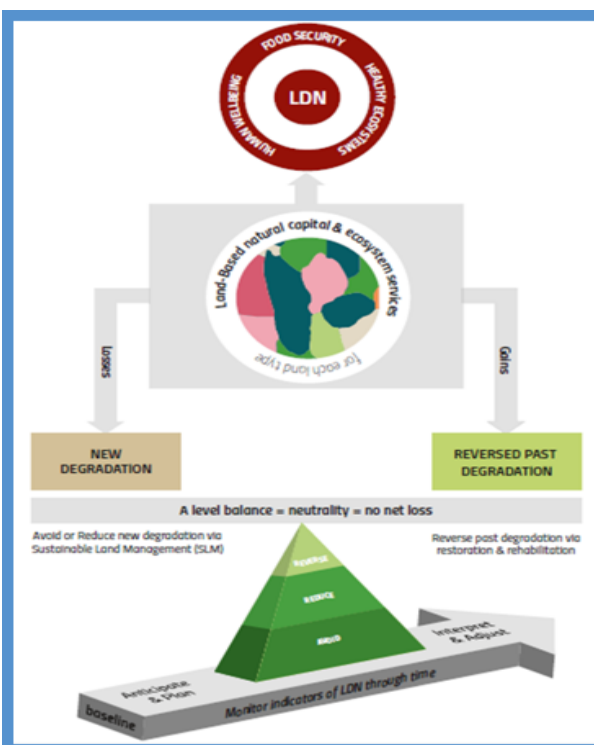 FOOD SECURITY
HUMAN WELLBEING
HEALTHY ECOSYSTEMS
LDN
Land-Based natural capital & ecosystem services
for each land type
Losses
Gains
NEW
DEGRADATION
REVERSED PAST
DEGRADATION
A level balance = neutrality = no net loss
Avoid or Reduce new degradation via
Sustainable Land Management (SLM)
Reverse past degradation via
restoration & rehabilitation
REVERSE
REDUCE
AVOID
Anticipate
& Plan
Interpret
& Adjust
baseline
Monitor indicators of LDN through time